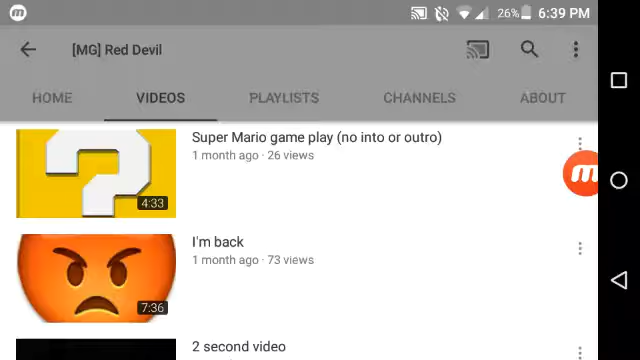 26% 6:39 PM
[MG] Red Devil
HOME VIDEOS PLAYLISTS CHANNELS ABOUT
Super Mario game play (no into or outro)
1 month ago · 26 views
4:33
I'm back
1 month ago · 73 views
7:36
2 second video